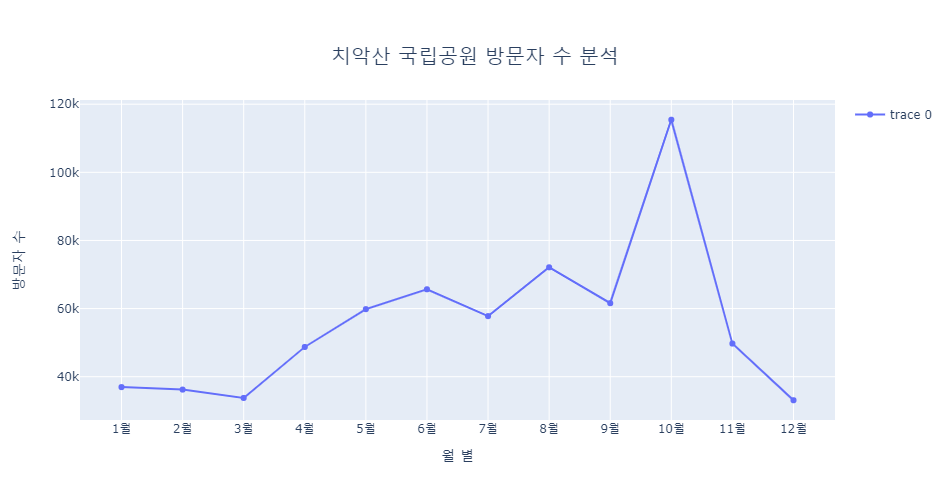 치악산 국립공원 방문자 수 분석
trace 0
방문자 수
120k
100k
80k
60k
40k
1월 2월 3월 4월 5월 6월 7월 8월 9월 10월 11월 12월
월 별